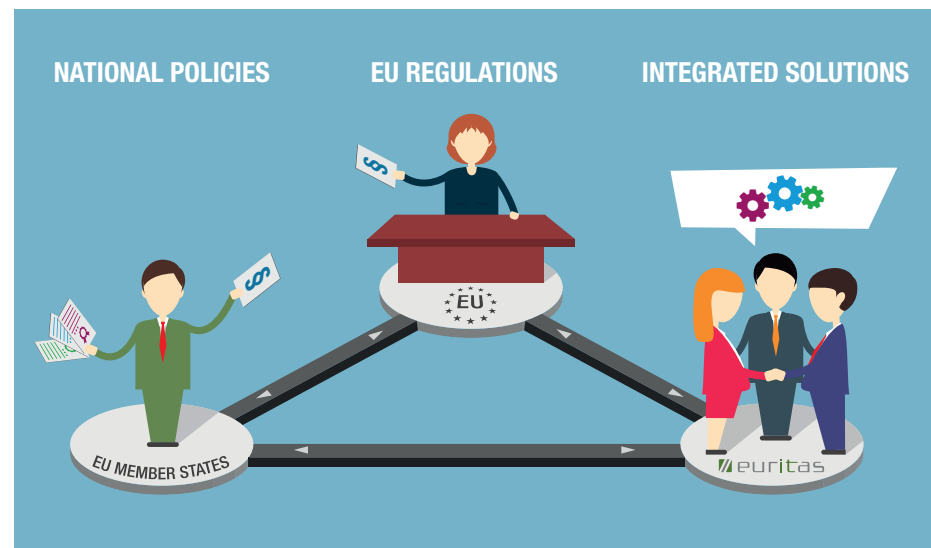 NATIONAL POLICIES
EU REGULATIONS
INTEGRATED SOLUTIONS
§
§
EU
EU MEMBER STATES
euritas